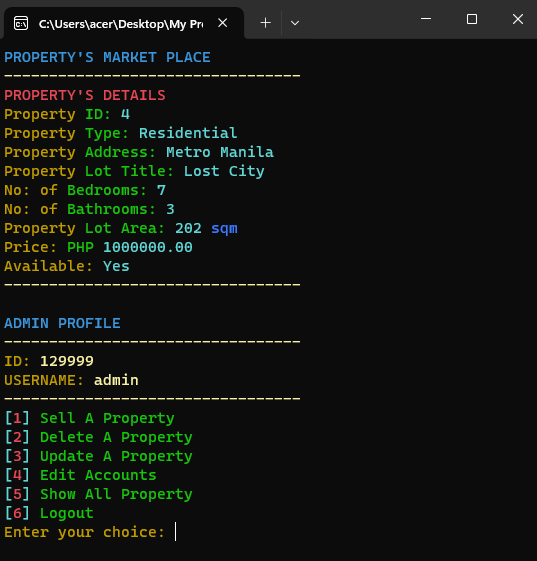 C:\Users\acer\Desktop\My Pr
PROPERTY'S MARKET PLACE
---------------------------------
PROPERTY'S DETAILS
Property ID: 4
Property Type: Residential
Property Address: Metro Manila
Property Lot Title: Lost City
No: of Bedrooms: 7
No: of Bathrooms: 3
Property Lot Area: 202 sqm
Price: PHP 1000000.00
Available: Yes
---------------------------------
ADMIN PROFILE
---------------------------------
ID: 129999
USERNAME: admin
---------------------------------
[1] Sell A Property
[2] Delete A Property
[3] Update A Property
[4] Edit Accounts
[5] Show All Property
[6] Logout
Enter your choice: